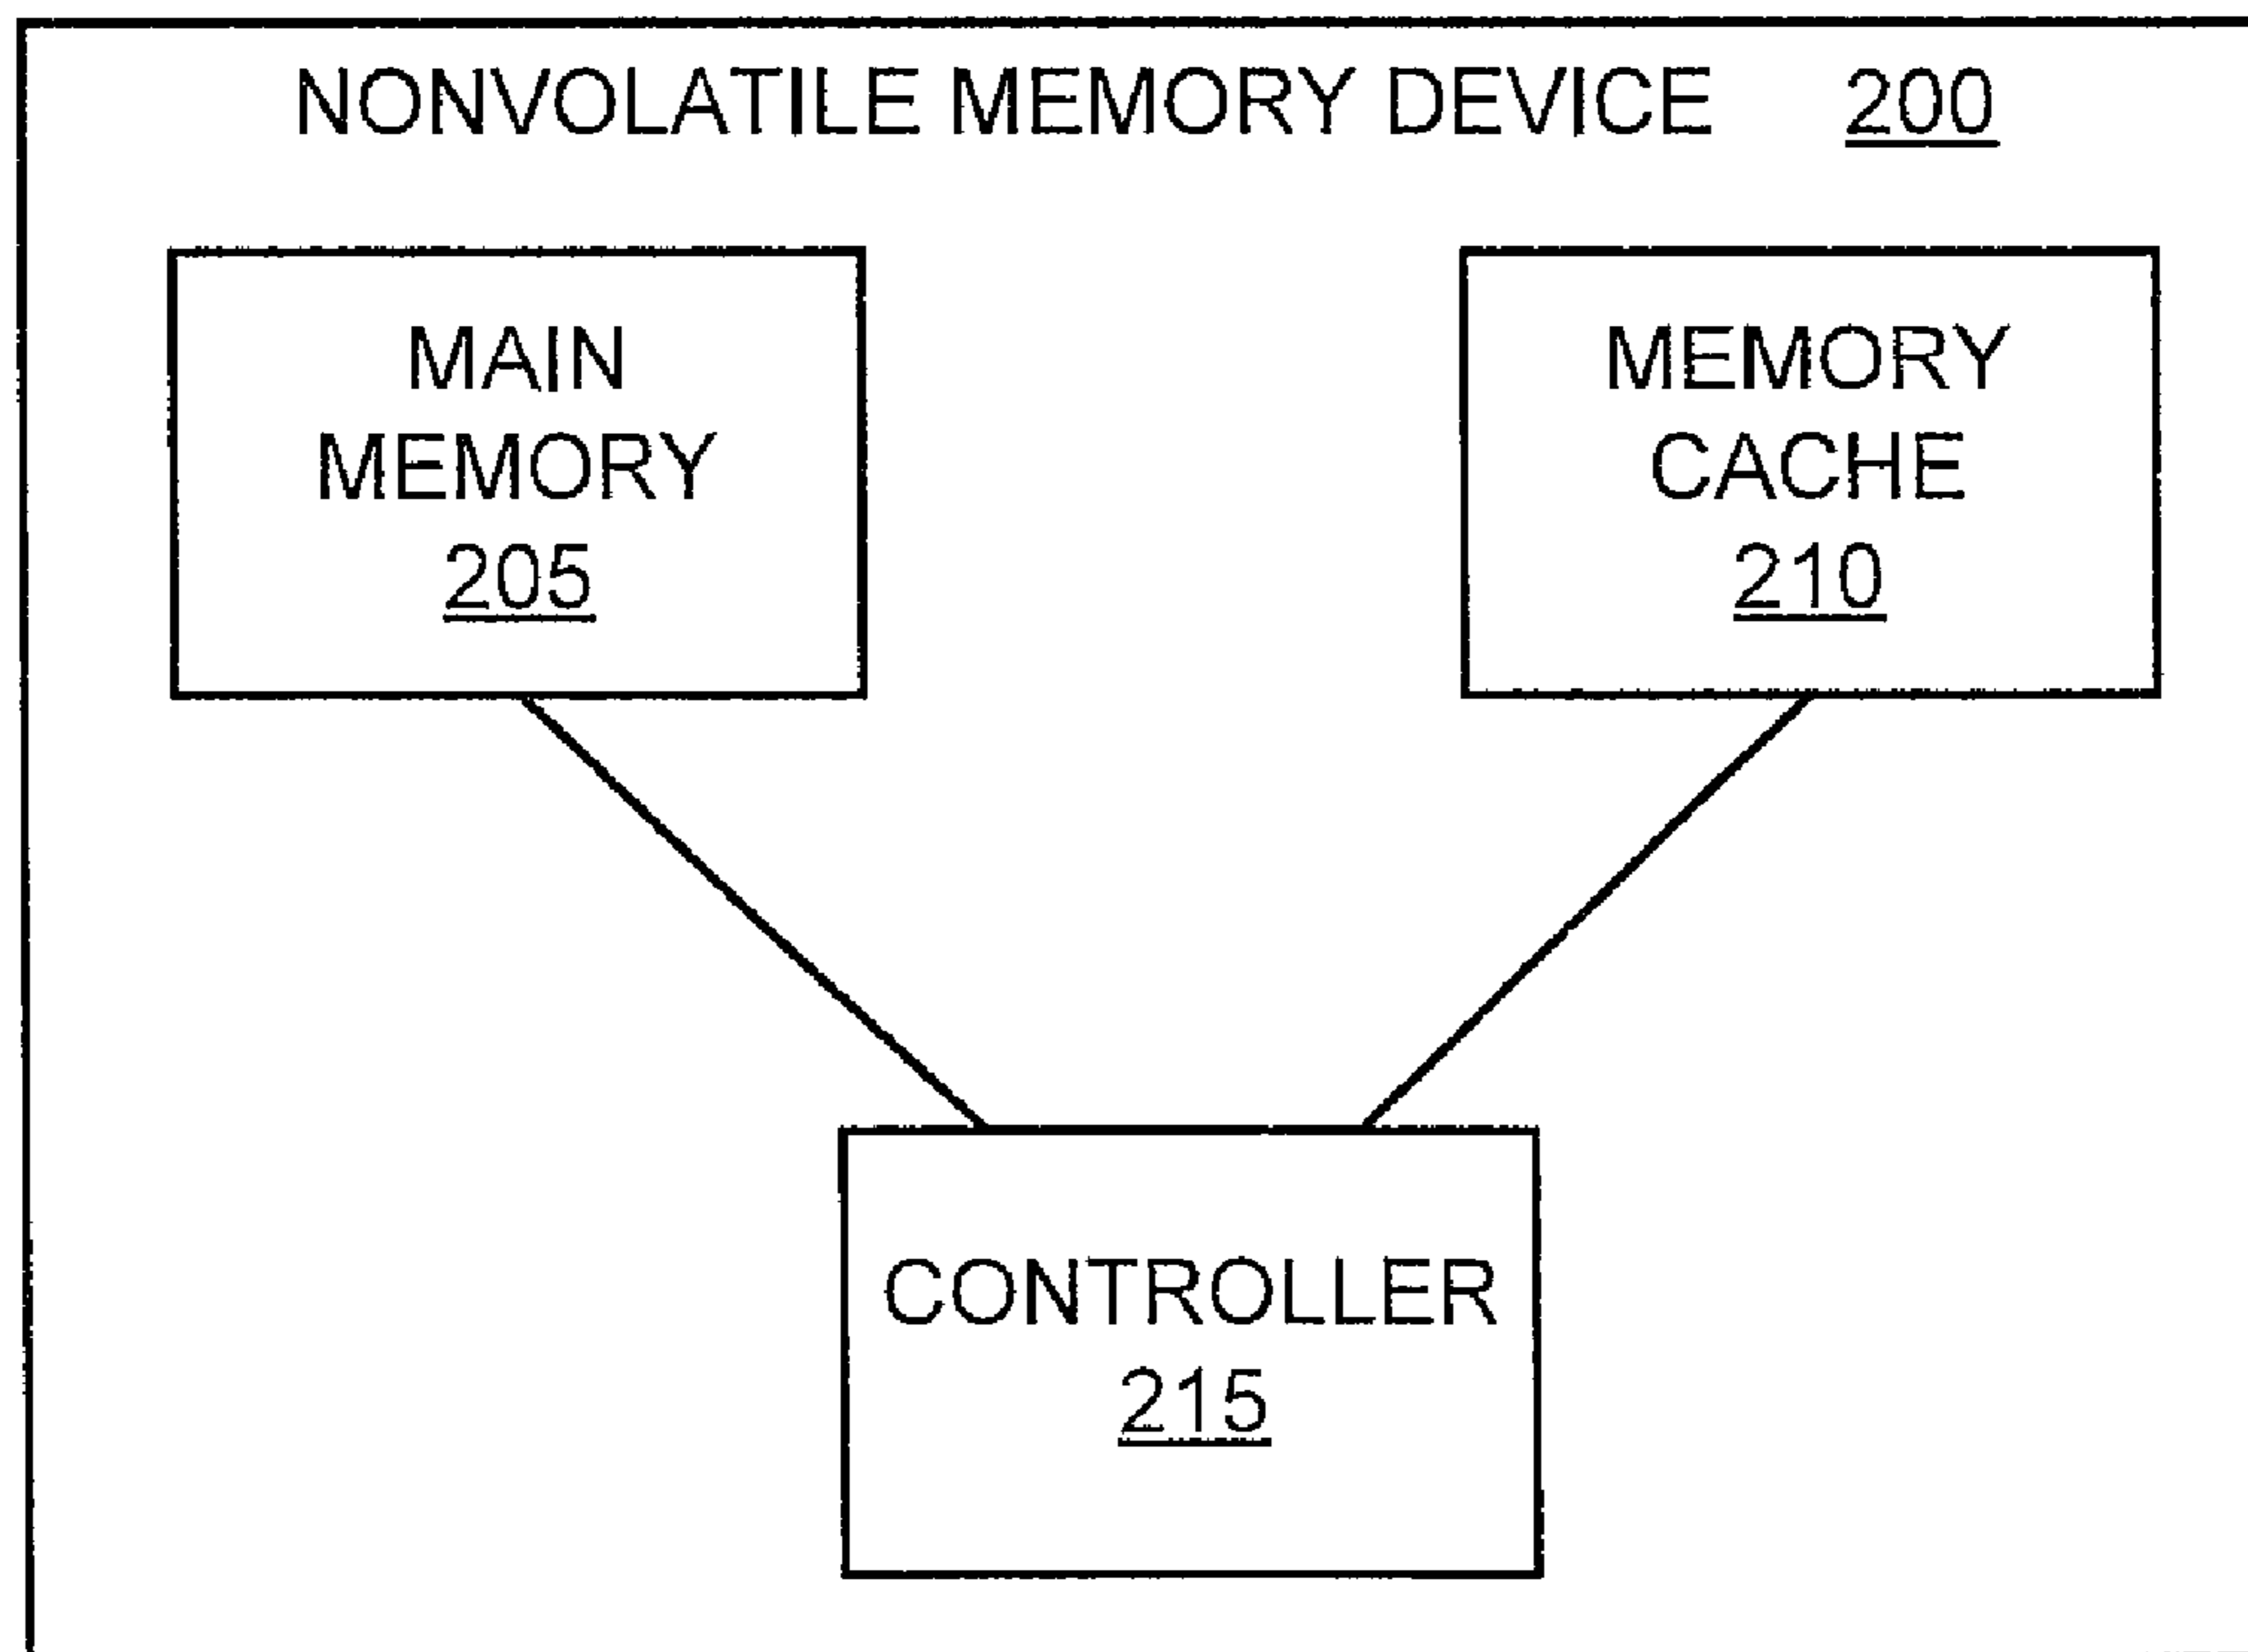 NONVOLATILE MEMORY DEVICE 200
MAIN
MEMORY
205
MEMORY
CACHE
210
CONTROLLER
215